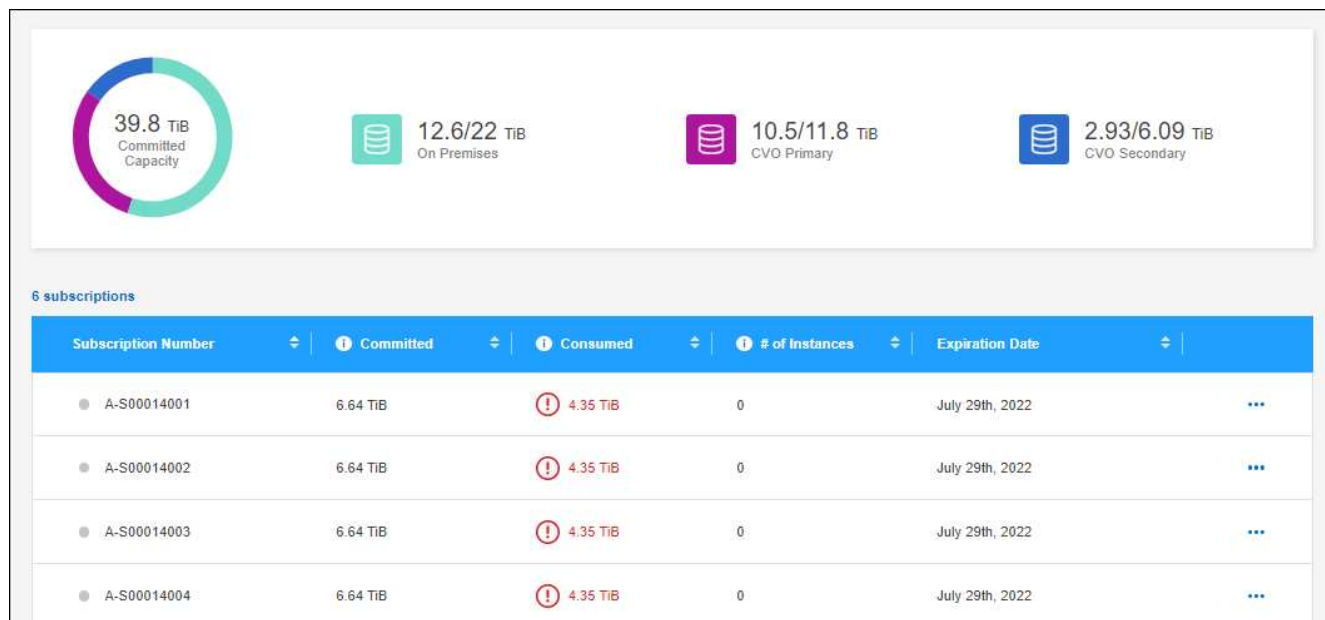 39.8 TiB
Committed
Capacity
12.6/22 TiB
On Premises
10.5/11.8 TiB
CVO Primary
2.93/6.09 TiB
CVO Secondary
6 subscriptions
Subscription Number Committed Consumed # of Instances Expiration Date
A-S00014001 6.64 TiB 4.35 TiB 0 July 29th, 2022
A-S00014002 6.64 TiB 4.35 TiB 0 July 29th, 2022
A-S00014003 6.64 TiB 4.35 TiB 0 July 29th, 2022
A-S00014004 6.64 TiB 4.35 TiB 0 July 29th, 2022